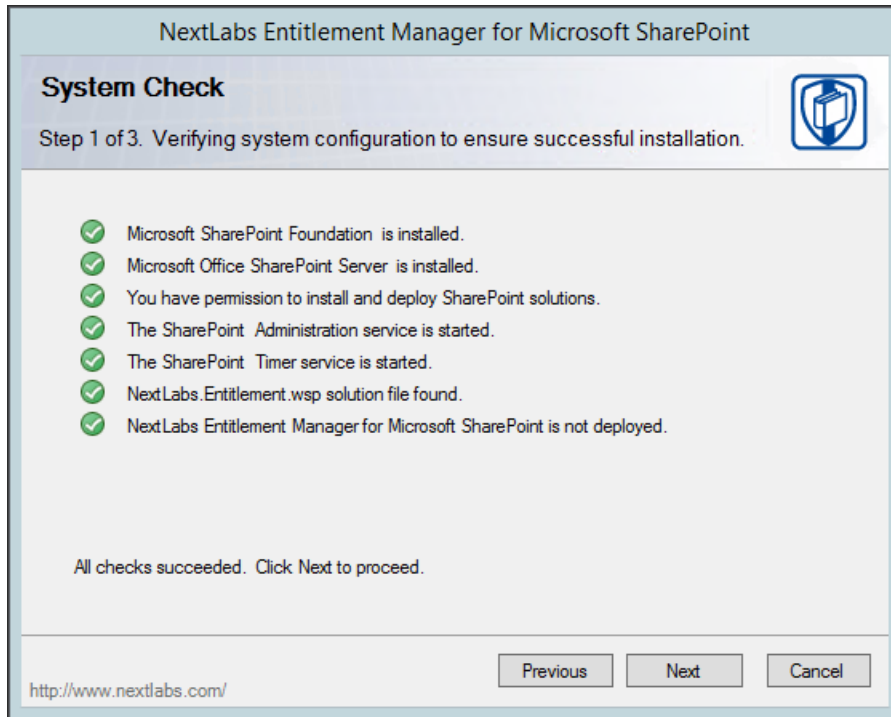 NextLabs Entitlement Manager for Microsoft SharePoint
System Check
Step 1 of 3. Verifying system configuration to ensure successful installation.
Microsoft SharePoint Foundation is installed.
Microsoft Office SharePoint Server is installed.
You have permission to install and deploy SharePoint solutions.
The SharePoint Administration service is started.
The SharePoint Timer service is started.
NextLabs.Entitlement.wsp solution file found.
NextLabs Entitlement Manager for Microsoft SharePoint is not deployed.
All checks succeeded. Click Next to proceed.
Previous Next Cancel
http://www.nextlabs.com/